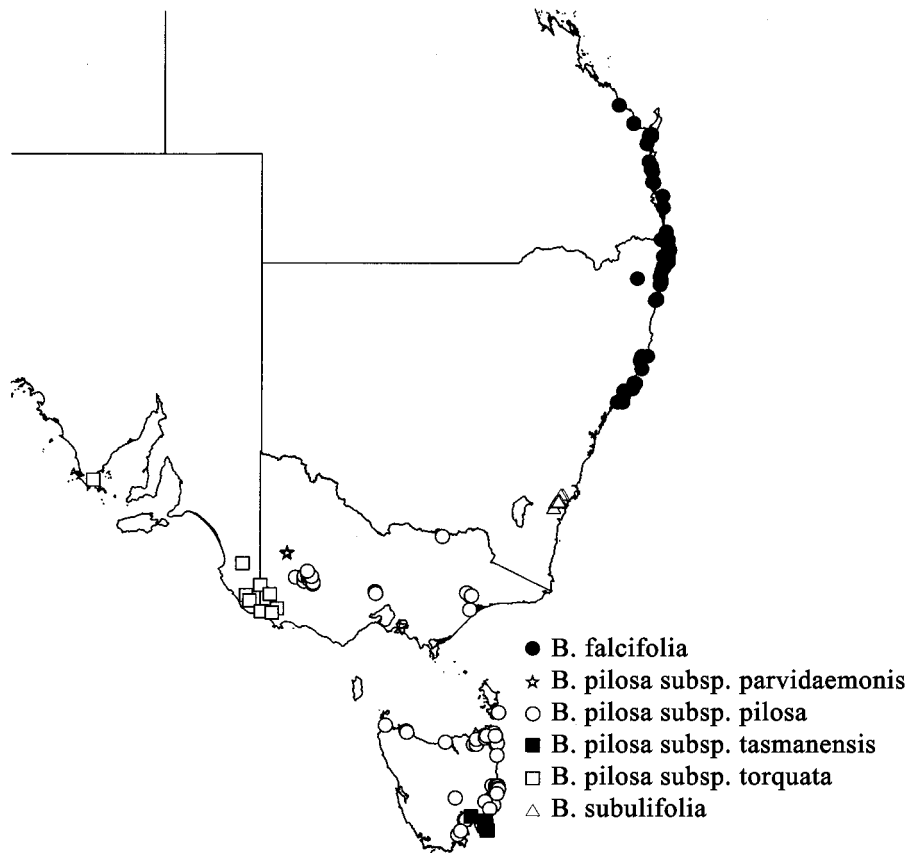 B. falcifolia
B. pilosa subsp. parvidaemonis
B. pilosa subsp. pilosa
B. pilosa subsp. tasmanensis
B. pilosa subsp. torquata
B. subulifolia